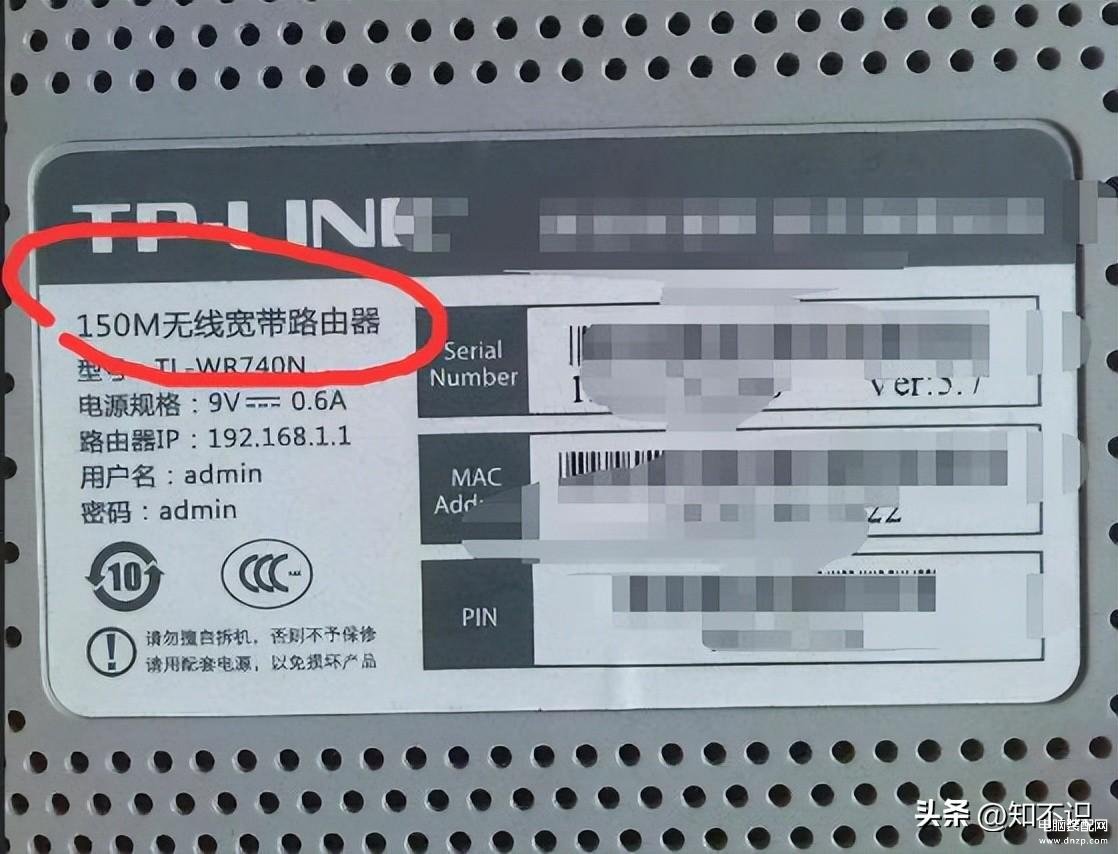 TP-LINK
150M无线宽带路由器
型号：TL-WR740N
电源规格：9V⎓0.6A
路由器IP：192.168.1.1
用户名：admin
密码：admin
10
CCC
请勿擅自拆机，否则不予保修
请用配套电源，以免损坏产品
Serial
Number
Ver:5.7
MAC
22
PIN
头条 @知不识
电脑装配网
www.dnzp.com